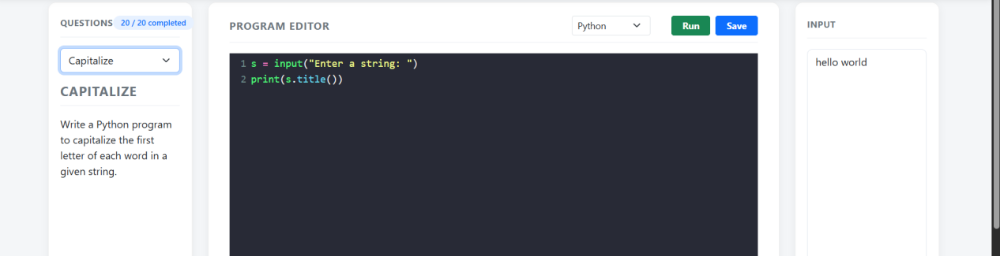 QUESTIONS 20 / 20 completed
Capitalize
CAPITALIZE
Write a Python program
to capitalize the first
letter of each word in a
given string.
PROGRAM EDITOR
Python
Run
Save
1 s = input("Enter a string: ")
2 print(s.title())
INPUT
hello world